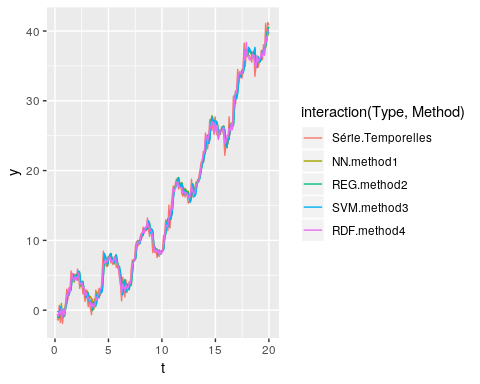 40
30
20
10
0
y
0
5
10
15
20
t
interaction(Type, Method)
Série.Temporelles
NN.method1
REG.method2
SVM.method3
RDF.method4